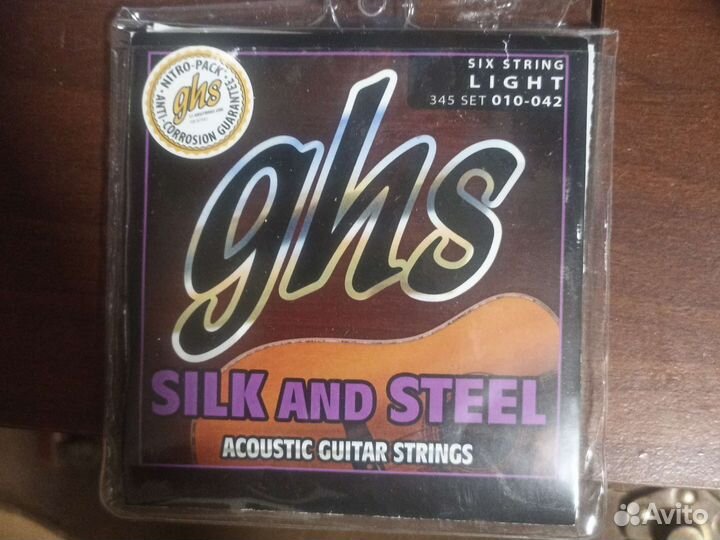 NITRO-PACK
ANTI-CORROSION GUARANTEE
ghs
SIX STRING
LIGHT
345 SET 010-042
ghs
SILK AND STEEL
ACOUSTIC GUITAR STRINGS
Avito